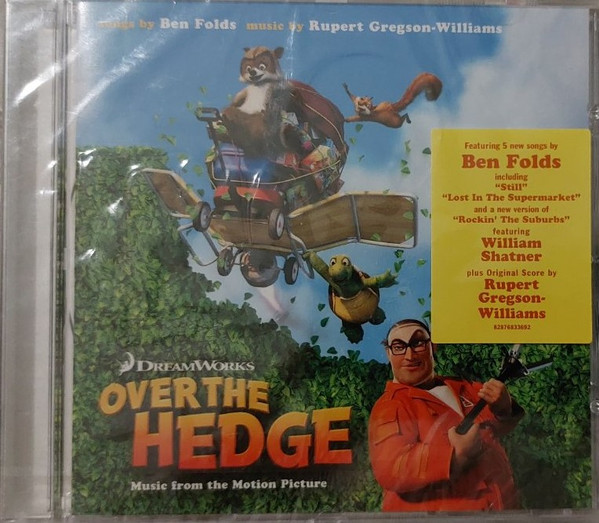 songs by Ben Folds music by Rupert Gregson-Williams
Featuring 5 new songs by
Ben Folds
including
"Still"
"Lost In The Supermarket"
and a new version of
"Rockin' The Suburbs"
featuring
William
Shatner
plus Original Score by
Rupert
Gregson-
Williams
82876833692
DREAMWORKS
OVER THE
HEDGE
Music from the Motion Picture